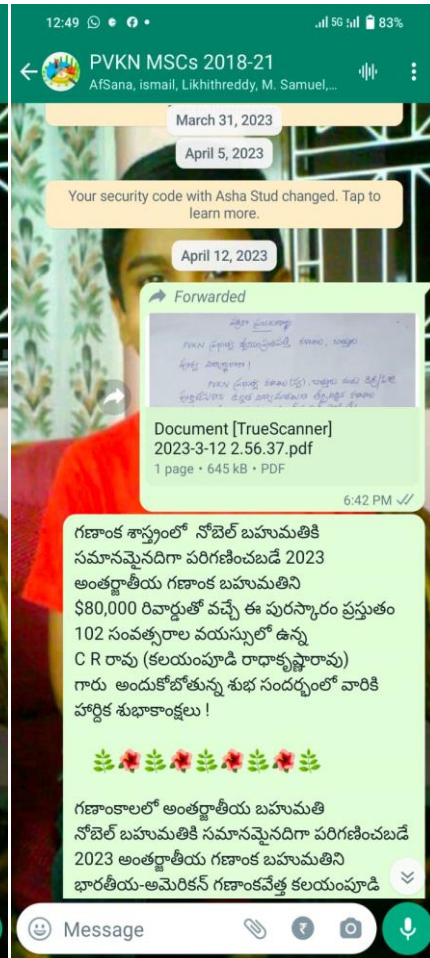 12:49
5G 83%
PVKN MSCs 2018-21
AfSana, ismail, Likhithreddy, M. Samuel,...
March 31, 2023
April 5, 2023
Your security code with Asha Stud changed. Tap to
learn more.
April 12, 2023
Forwarded
Document [TrueScanner]
2023-3-12 2.56.37.pdf
1 page • 645 kB • PDF
6:42 PM
గణాంక శాస్త్రంలో నోబెల్ బహుమతికి
సమానమైనదిగా పరిగణించబడే 2023
అంతర్జాతీయ గణాంక బహుమతిని
$80,000 రివార్డుతో వచ్చే ఈ పురస్కారం ప్రస్తుతం
102 సంవత్సరాల వయస్సులో ఉన్న
C R రావు (కలయంపూడి రాధాకృష్ణారావు)
గారు అందుకోబోతున్న శుభ సందర్భంలో వారికి
హార్దిక శుభాకాంక్షలు !
గణాంకాలలో అంతర్జాతీయ బహుమతి
నోబెల్ బహుమతికి సమానమైనదిగా పరిగణించబడే
2023 అంతర్జాతీయ గణాంక బహుమతిని
భారతీయ-అమెరికన్ గణాంకవేత్త కలయంపూడి
Message